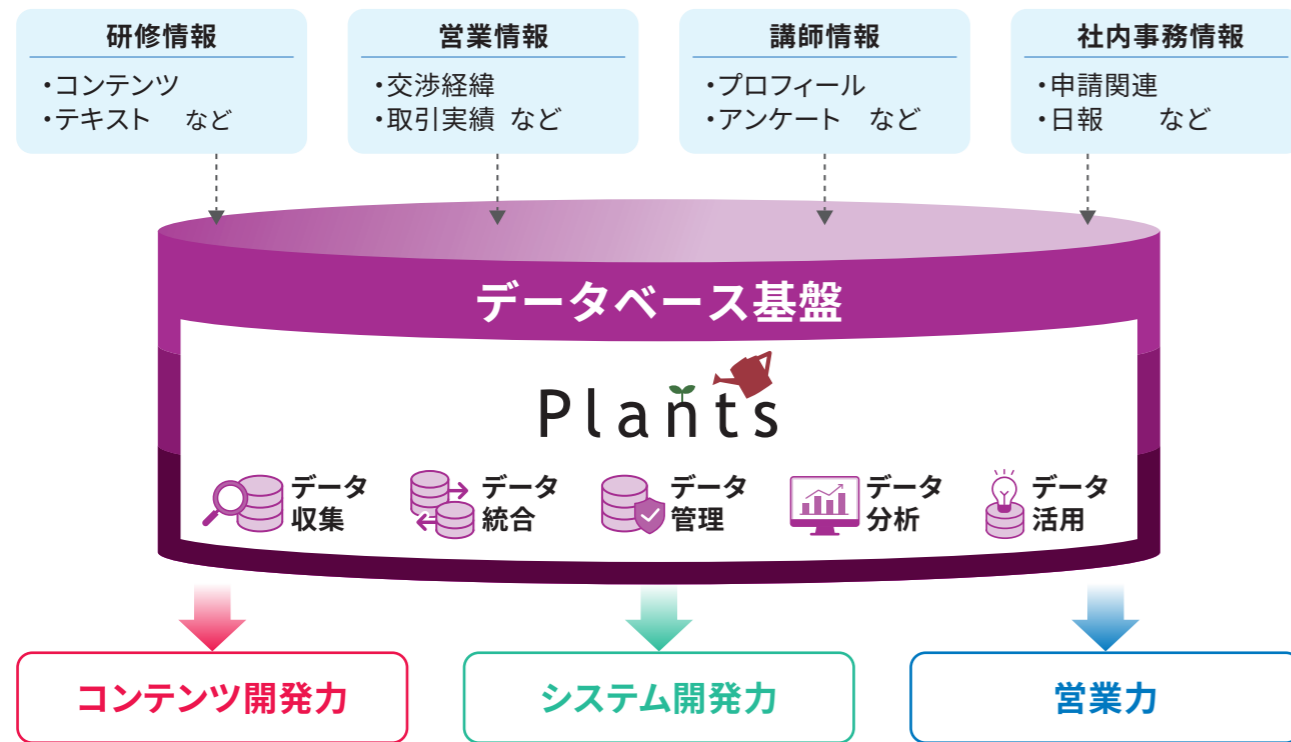 研修情報
・コンテンツ
・テキスト など
営業情報
・交渉経緯
・取引実績 など
講師情報
・プロフィール
・アンケート など
社内事務情報
・申請関連
・日報 など
データベース基盤
Plants
データ
収集
データ
統合
データ
管理
データ
分析
データ
活用
コンテンツ開発力
システム開発力
営業力